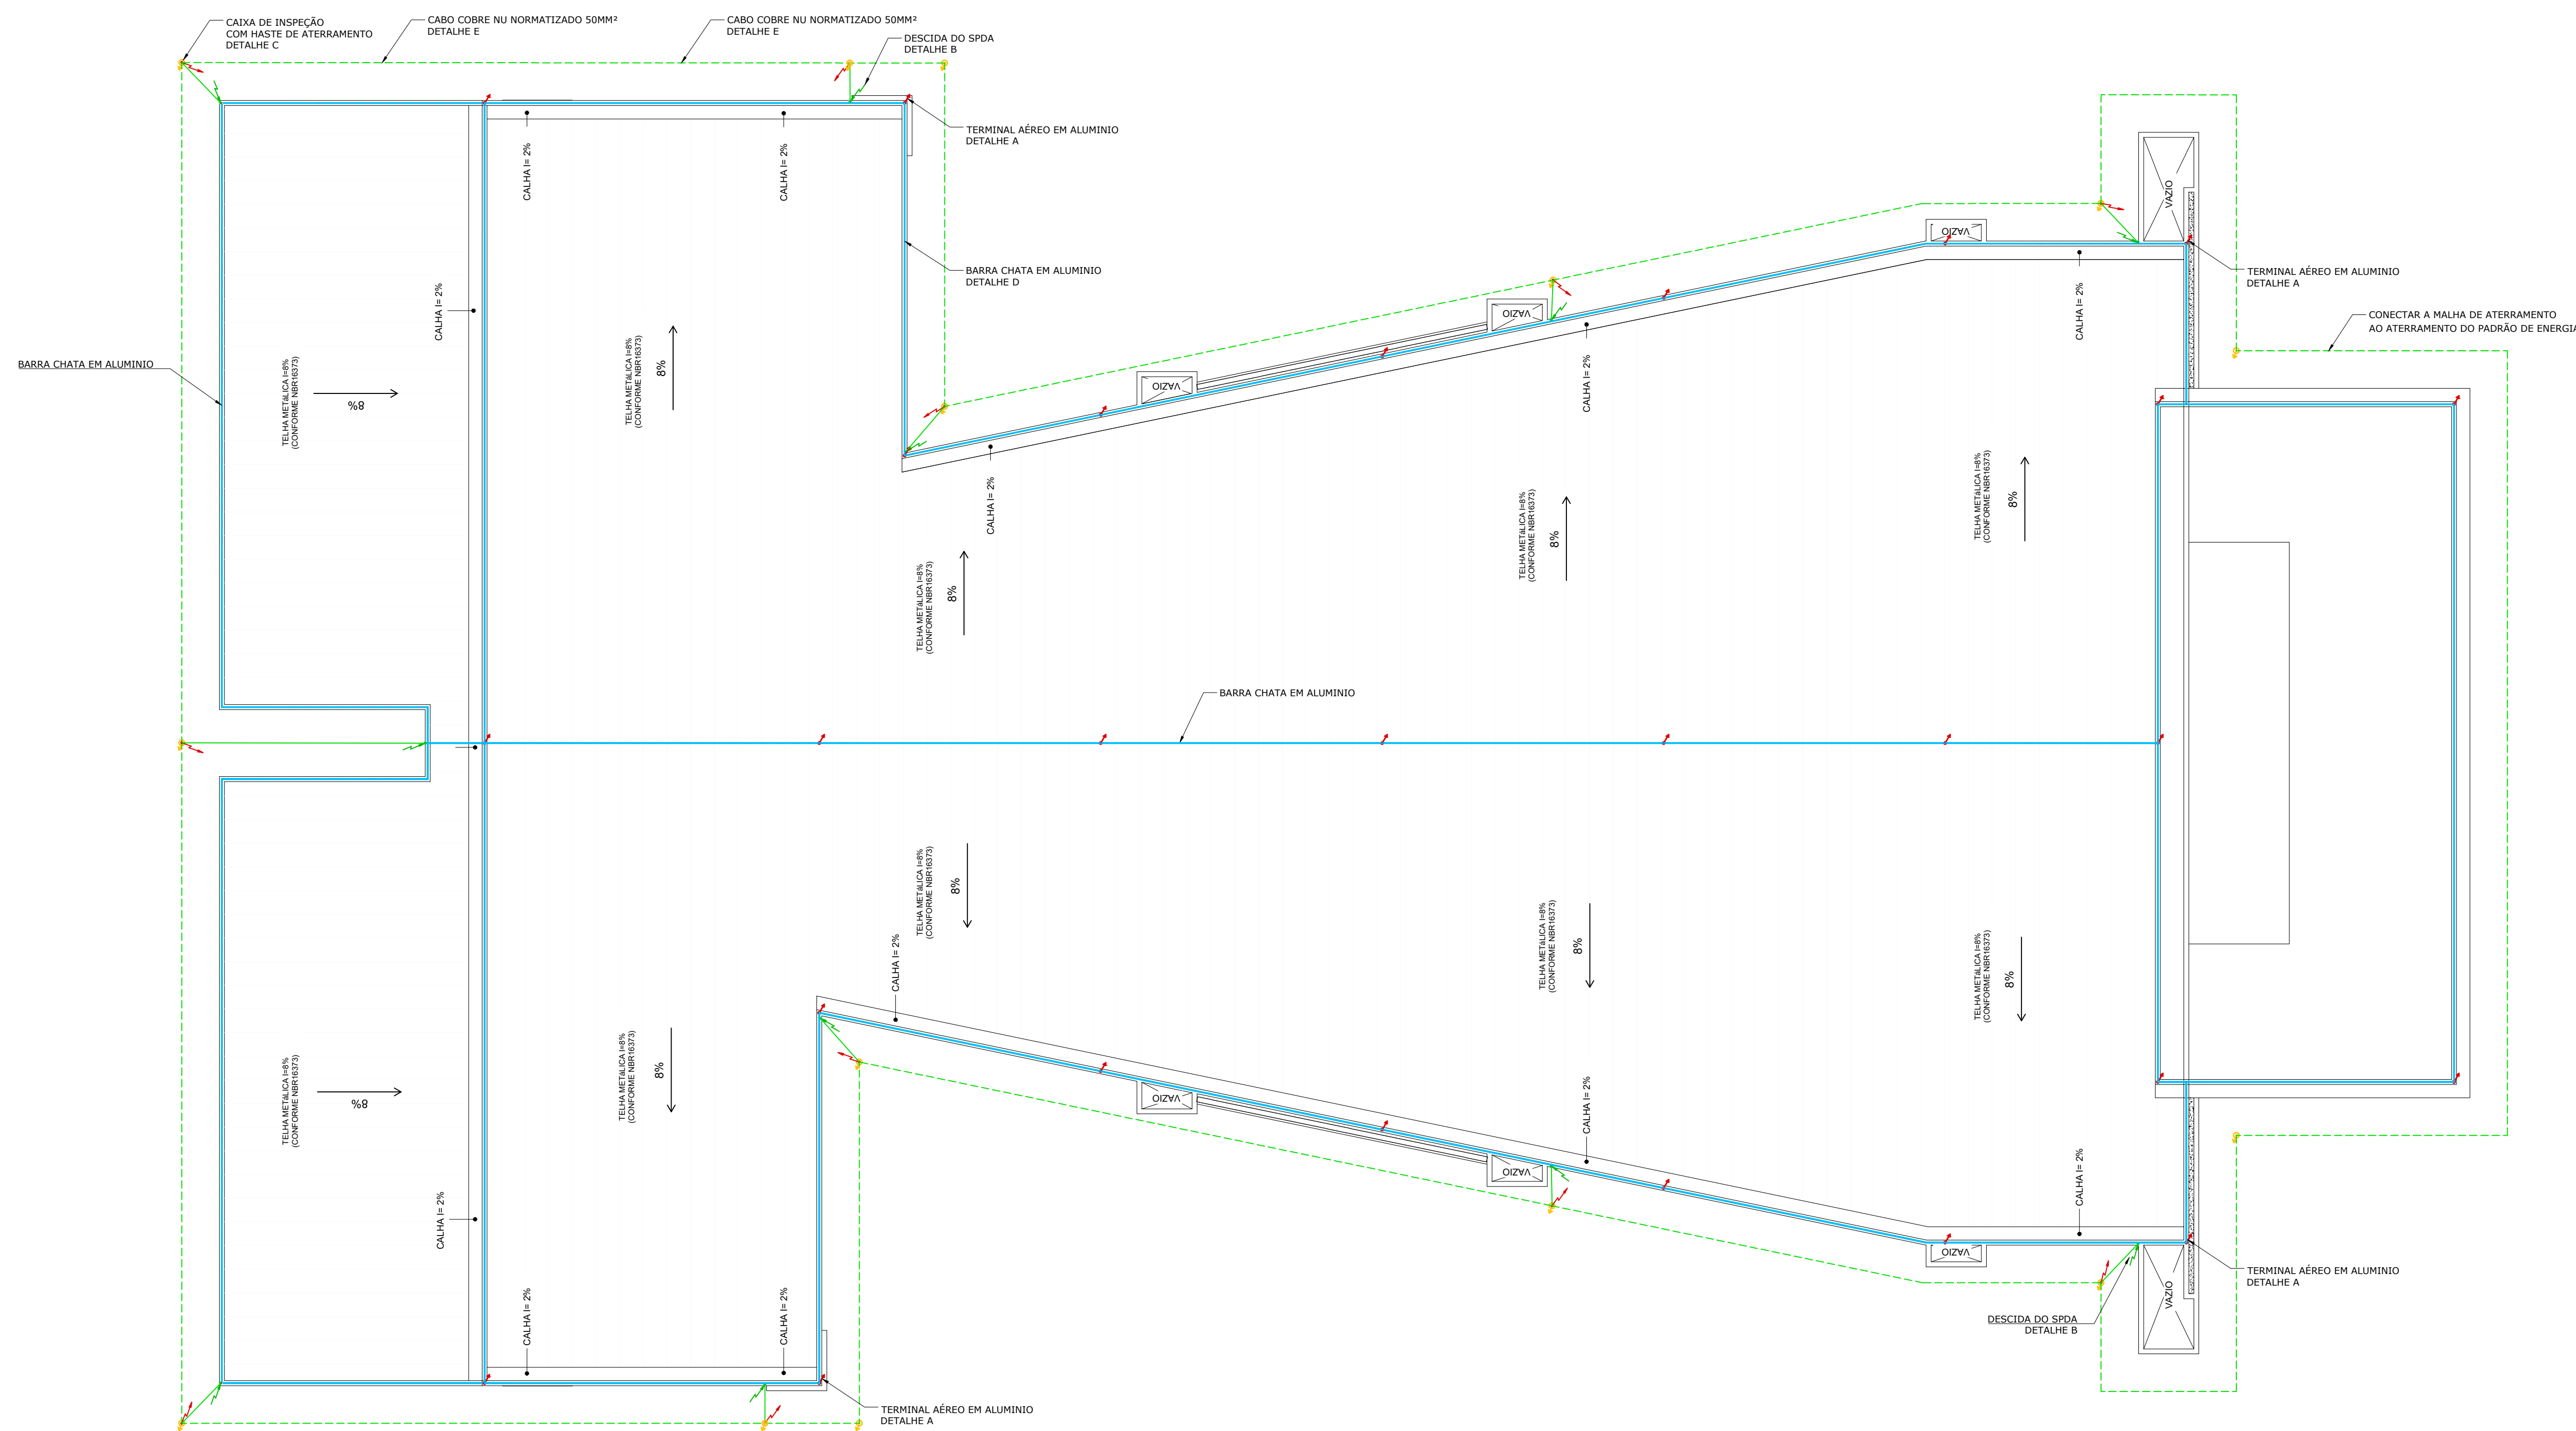 CAIXA DE INSPEÇÃO
COM HASTE DE ATERRAMENTO
DETALHE C
CABO COBRE NU NORMATIZADO 50MM²
DETALHE E
CABO COBRE NU NORMATIZADO 50MM²
DETALHE E
DESCIDA DO SPDA
DETALHE B
TERMINAL AÉREO EM ALUMINIO
DETALHE A
CALHA I= 2%
CALHA I= 2%
VAZIO
VAZIO
BARRA CHATA EM ALUMINIO
DETALHE D
TERMINAL AÉREO EM ALUMINIO
DETALHE A
CALHA I= 2%
CALHA I= 2%
VAZIO
CONECTAR A MALHA DE ATERRAMENTO
AO ATERRAMENTO DO PADRÃO DE ENERGIA
BARRA CHATA EM ALUMINIO
TELHA METáLICA I=8%
(CONFORME NBR16373)
8%
TELHA METáLICA I=8%
(CONFORME NBR16373)
8%
VAZIO
CALHA I= 2%
CALHA I= 2%
TELHA METáLICA I=8%
(CONFORME NBR16373)
8%
TELHA METáLICA I=8%
(CONFORME NBR16373)
8%
TELHA METáLICA I=8%
(CONFORME NBR16373)
8%
BARRA CHATA EM ALUMINIO
TELHA METáLICA I=8%
(CONFORME NBR16373)
8%
TELHA METáLICA I=8%
(CONFORME NBR16373)
8%
TELHA METáLICA I=8%
(CONFORME NBR16373)
8%
CALHA I= 2%
TELHA METáLICA I=8%
(CONFORME NBR16373)
8%
TELHA METáLICA I=8%
(CONFORME NBR16373)
8%
VAZIO
CALHA I= 2%
VAZIO
CALHA I= 2%
CALHA I= 2%
VAZIO
TERMINAL AÉREO EM ALUMINIO
DETALHE A
VAZIO
CALHA I= 2%
CALHA I= 2%
DESCIDA DO SPDA
DETALHE B
TERMINAL AÉREO EM ALUMINIO
DETALHE A